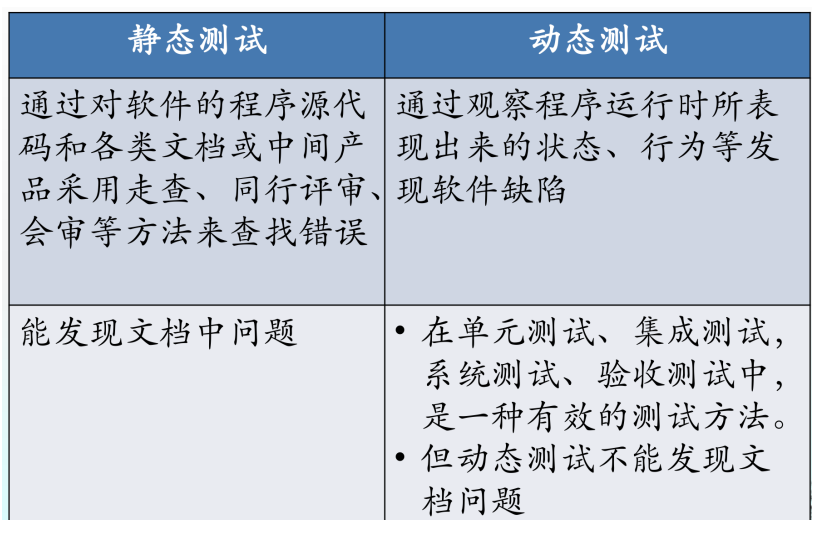 静态测试
动态测试
通过对软件的程序源代
码和各类文档或中间产
品采用走查、同行评审、
会审等方法来查找错误
通过观察程序运行时所表
现出来的状态、行为等发
现软件缺陷
能发现文档中问题
• 在单元测试、集成测试，
系统测试、验收测试中，
是一种有效的测试方法。
• 但动态测试不能发现文
档问题